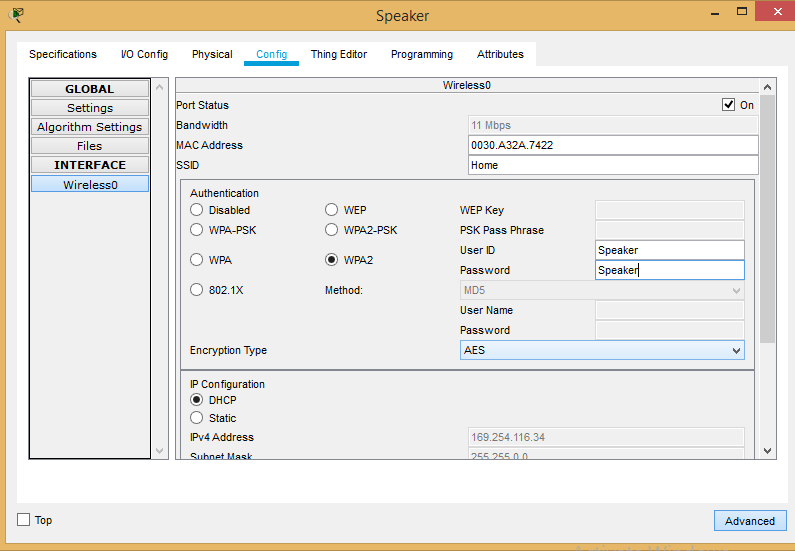 Speaker
Specifications I/O Config Physical Config Thing Editor Programming Attributes
GLOBAL
Settings
Algorithm Settings
Files
INTERFACE
Wireless0
Wireless0
Port Status On
Bandwidth 11 Mbps
MAC Address 0030.A32A.7422
SSID Home
Authentication
Disabled WEP WEP Key
WPA-PSK WPA2-PSK PSK Pass Phrase
User ID Speaker
WPA WPA2
Password Speaker
802.1X Method: MD5
User Name
Password
Encryption Type AES
IP Configuration
DHCP
Static
IPv4 Address 169.254.116.34
Subnet Mask 255.255.0.0
Top Advanced